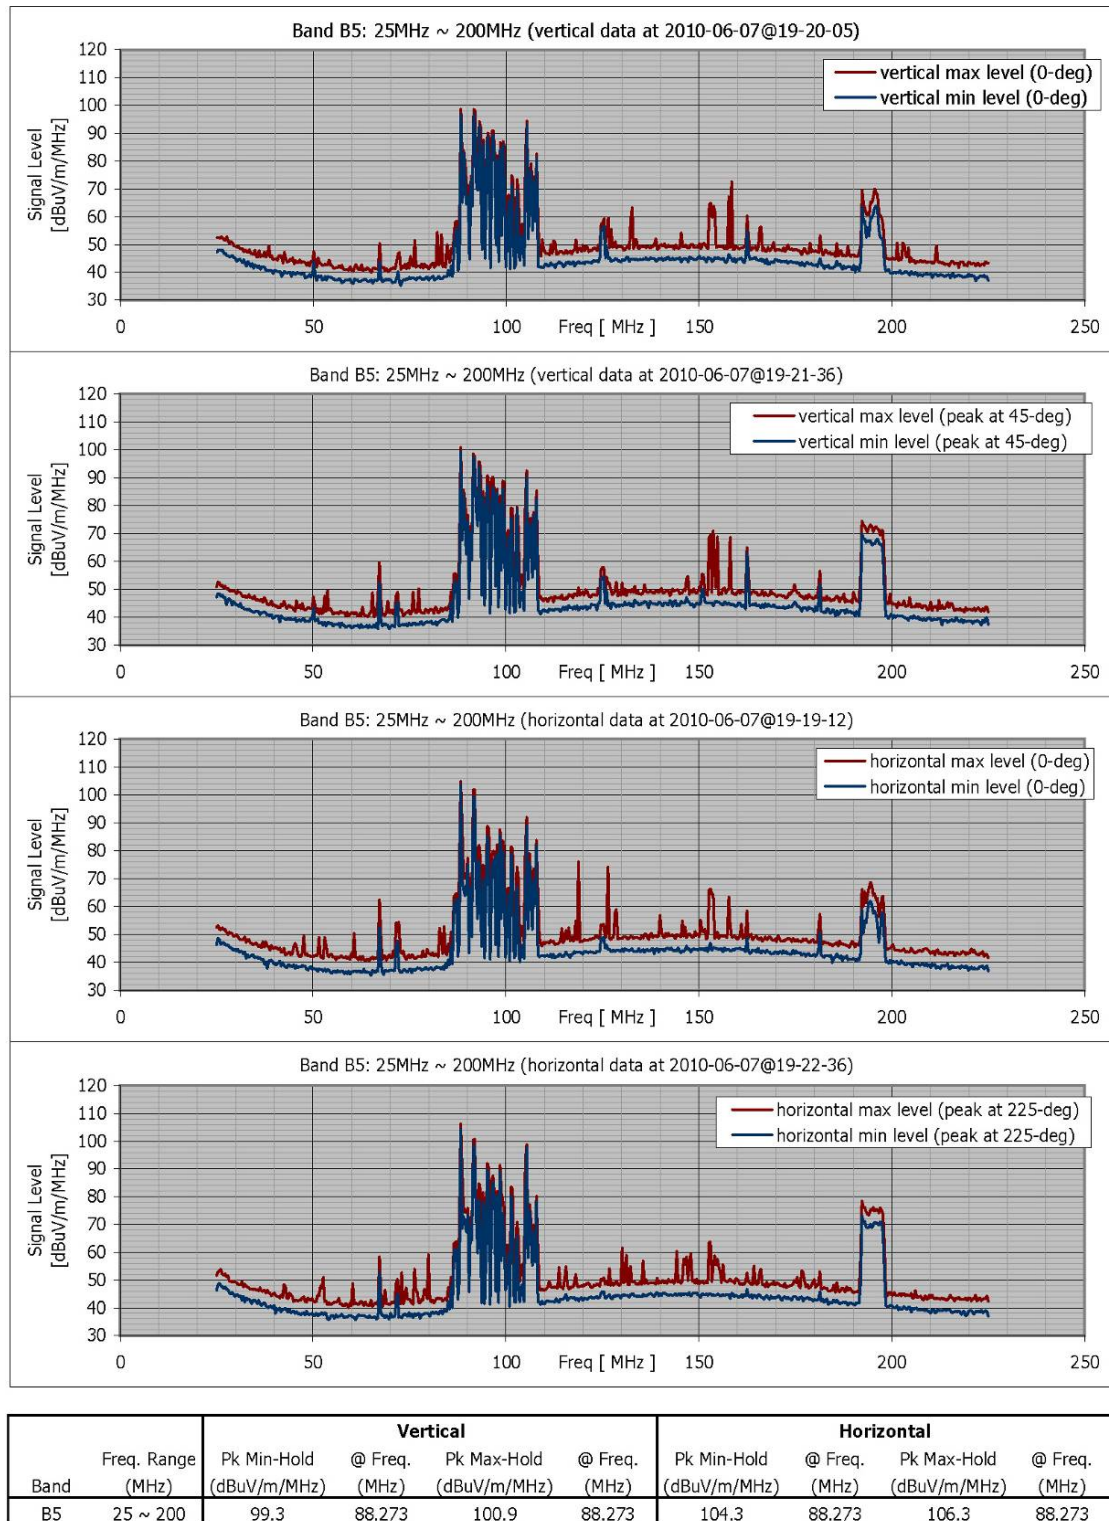 Band B5: 25MHz ~ 200MHz (vertical data at 2010-06-07@19-20-05)
120
110
100
90
80
70
60
50
40
30
Signal Level
[dBuV/m/MHz]
vertical max level (0-deg)
vertical min level (0-deg)
0 50 100 150 200 250
Freq [ MHz ]
Band B5: 25MHz ~ 200MHz (vertical data at 2010-06-07@19-21-36)
120
110
100
90
80
70
60
50
40
30
Signal Level
[dBuV/m/MHz]
vertical max level (peak at 45-deg)
vertical min level (peak at 45-deg)
0 50 100 150 200 250
Freq [ MHz ]
Band B5: 25MHz ~ 200MHz (horizontal data at 2010-06-07@19-19-12)
120
110
100
90
80
70
60
50
40
30
Signal Level
[dBuV/m/MHz]
horizontal max level (0-deg)
horizontal min level (0-deg)
0 50 100 150 200 250
Freq [ MHz ]
Band B5: 25MHz ~ 200MHz (horizontal data at 2010-06-07@19-22-36)
120
110
100
90
80
70
60
50
40
30
Signal Level
[dBuV/m/MHz]
horizontal max level (peak at 225-deg)
horizontal min level (peak at 225-deg)
0 50 100 150 200 250
Freq [ MHz ]
Vertical Horizontal
Freq. Range Pk Min-Hold @ Freq. Pk Max-Hold @ Freq. Pk Min-Hold @ Freq. Pk Max-Hold @ Freq.
Band (MHz) (dBuV/m/MHz) (MHz) (dBuV/m/MHz) (MHz) (dBuV/m/MHz) (MHz) (dBuV/m/MHz) (MHz)
B5 25 ~ 200 99.3 88.273 100.9 88.273 104.3 88.273 106.3 88.273